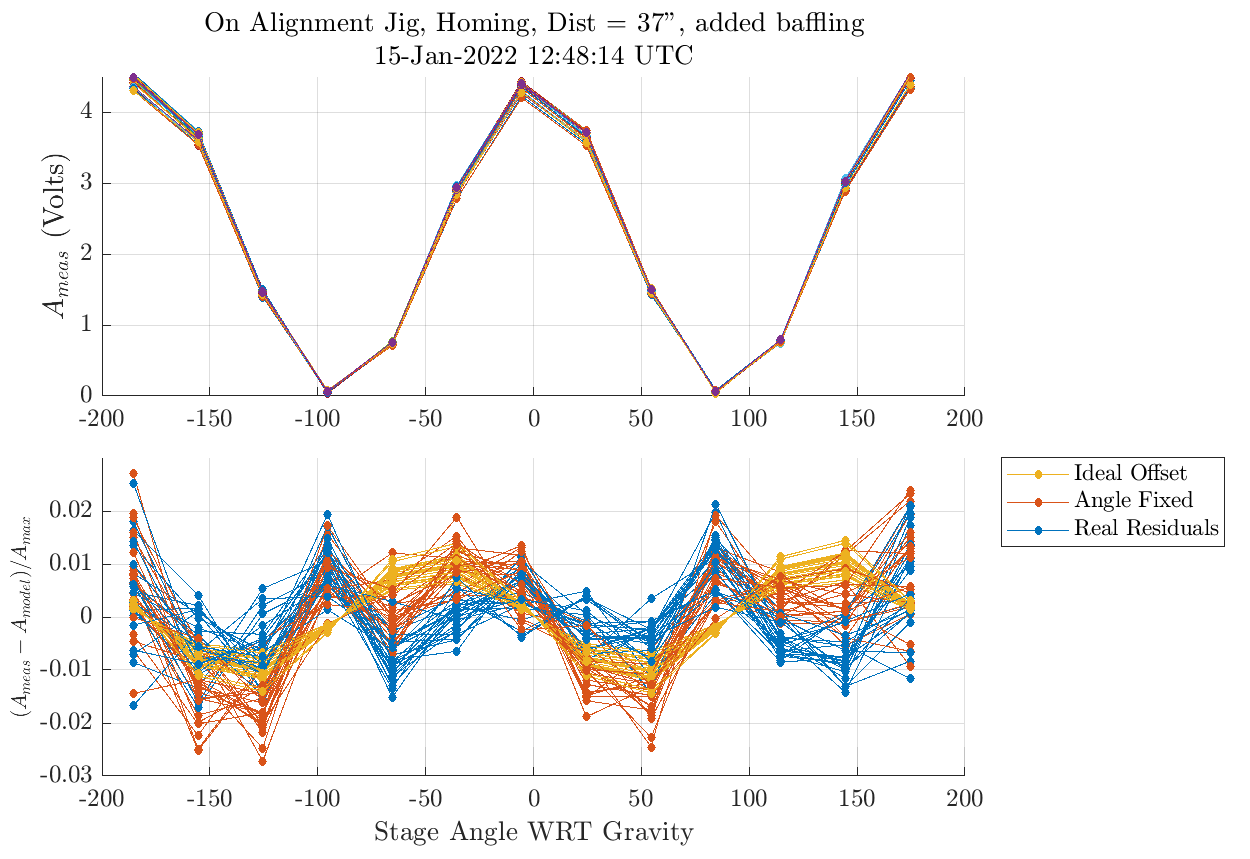 On Alignment Jig, Homing, Dist = 37", added baffling
15-Jan-2022 12:48:14 UTC
A_meas (Volts)
4
3
2
1
0
-200 -150 -100 -50 0 50 100 150 200
(A_meas − A_model)/A_max
0.02
0.01
0
-0.01
-0.02
-0.03
-200 -150 -100 -50 0 50 100 150 200
Stage Angle WRT Gravity
Ideal Offset
Angle Fixed
Real Residuals